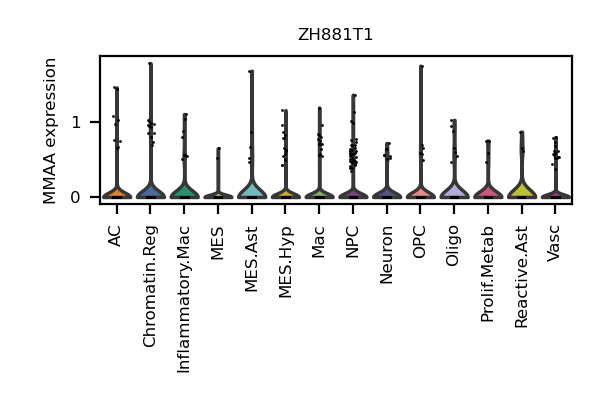 ZH881T1
MMAA expression
1
0
AC
Chromatin.Reg
Inflammatory.Mac
MES
MES.Ast
MES.Hyp
Mac
NPC
Neuron
OPC
Oligo
Prolif.Metab
Reactive.Ast
Vasc